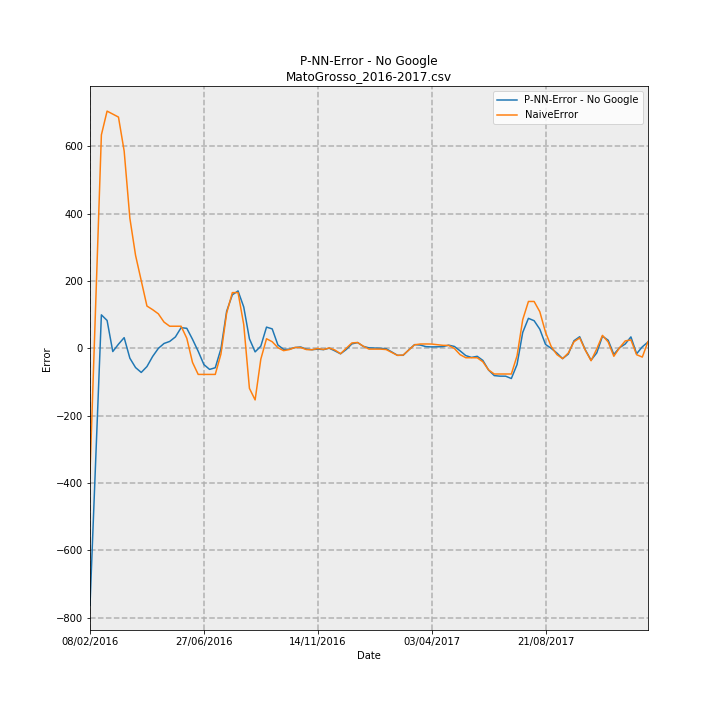 P-NN-Error - No Google
MatoGrosso_2016-2017.csv
P-NN-Error - No Google
NaiveError
600
400
200
0
−200
−400
−600
−800
Error
08/02/2016
27/06/2016
14/11/2016
03/04/2017
21/08/2017
Date